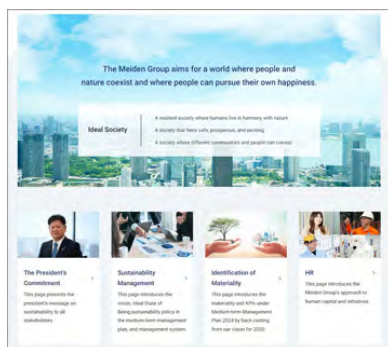 The Meiden Group aims for a world where people and
nature coexist and where people can pursue their own happiness.
Ideal Society
A resilient society where humans live in harmony with nature
A society that feels safe, prosperous, and exciting
A society where different communities and people can coexist
The President's
Commitment
This page presents the
president's message on
sustainability to all
stakeholders.
Sustainability
Management
This page introduces the
vision, Ideal State of
Being,sustainability policy in
the medium-term management
plan, and management system.
Identification of
Materiality
This page introduces the
materiality and KPIs under
Medium-term Management
Plan 2024 by back casting
from our vision for 2030.
HR
This page introduces the
Meiden Group's approach to
human capital and initiatives.